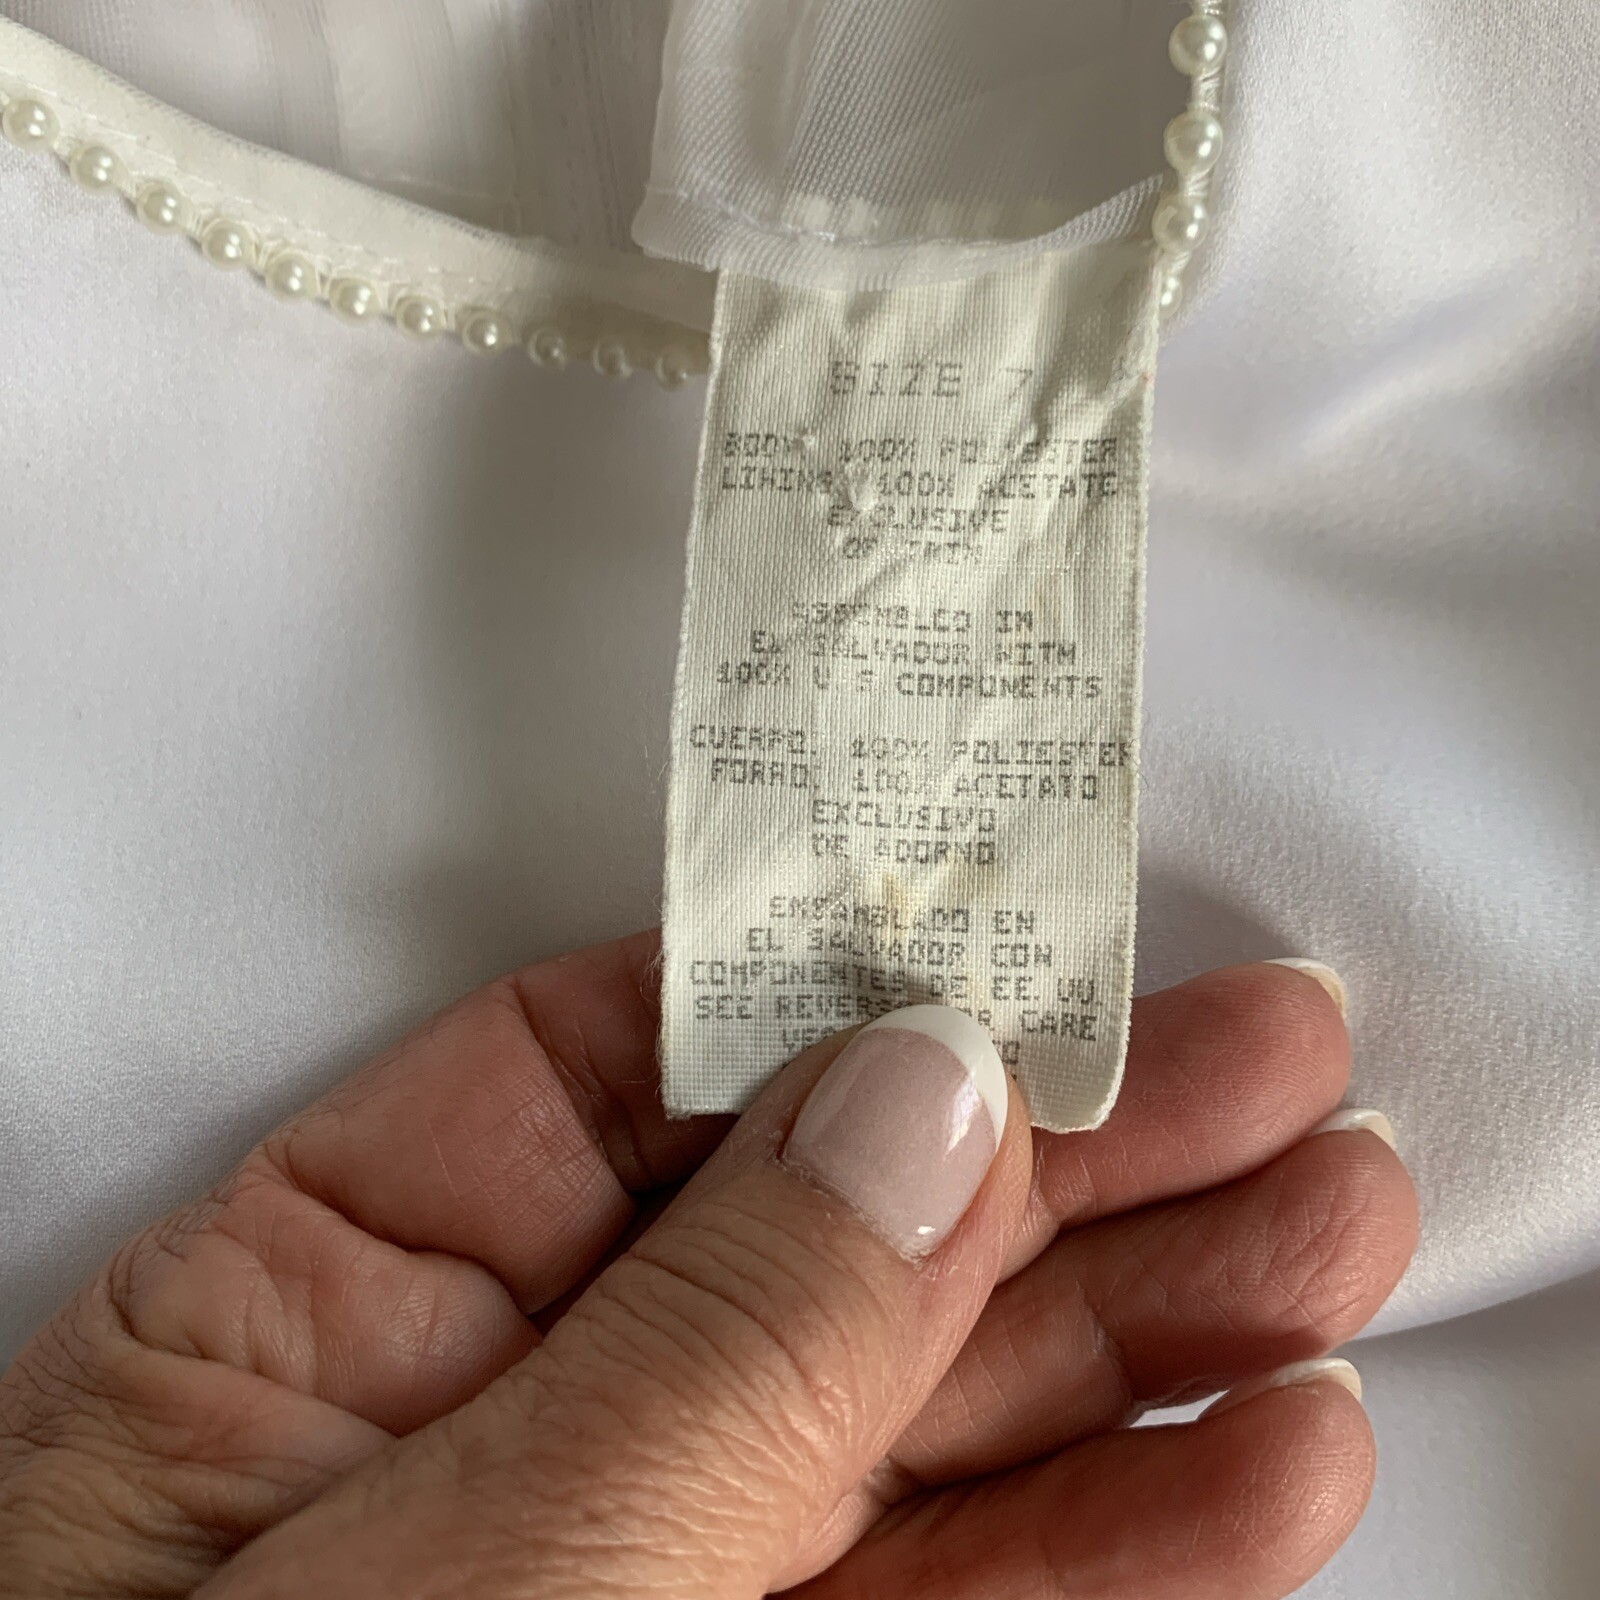 SIZE 7
BODY, 100% POLYESTER
LINING, 100% ACETATE
EXCLUSIVE
OF TRIM
ASSEMBLED IN
EL SALVADOR WITH
100% U S COMPONENTS
CUERPO, 100% POLIESTER
FORRO, 100% ACETATO
EXCLUSIVO
DE ADORNO
ENSAMBLADO EN
EL SALVADOR CON
COMPONENTES DE EE UU.
SEE REVERSE FOR CARE